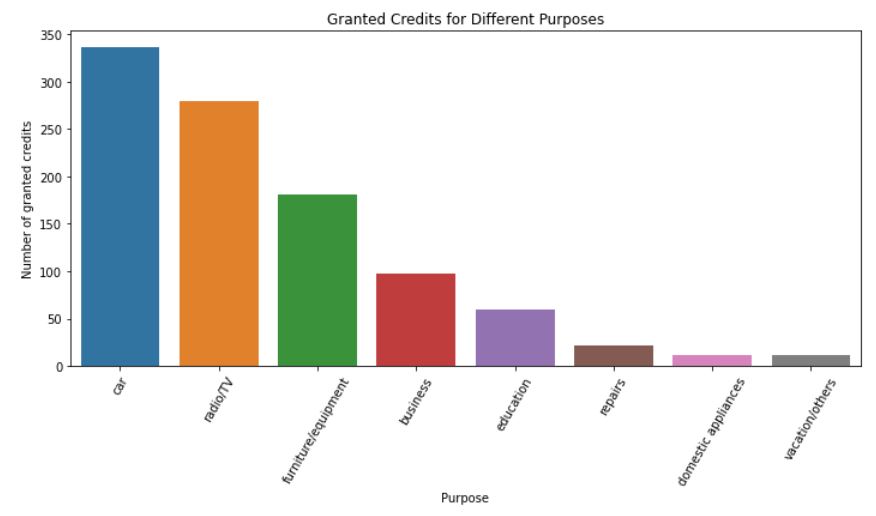 Granted Credits for Different Purposes
Number of granted credits
350
300
250
200
150
100
50
0
car
radio/TV
furniture/equipment
business
education
repairs
domestic appliances
vacation/others
Purpose